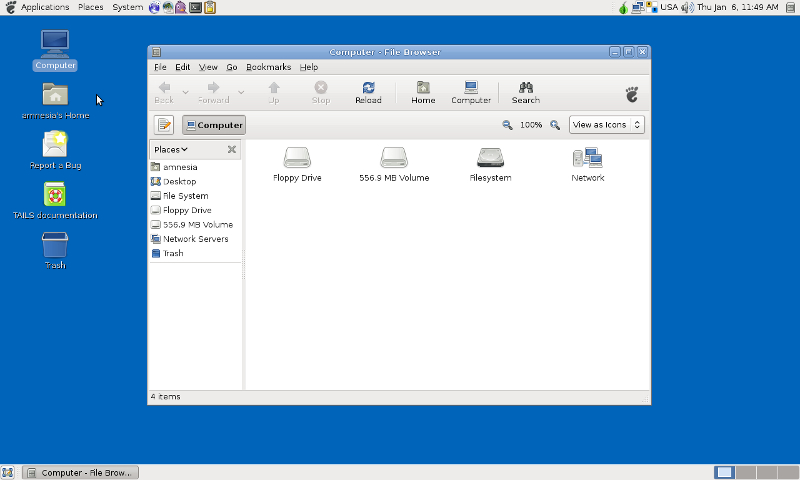 Applications Places System USA Thu Jan 6, 11:49 AM
Computer
amnesia's Home
Report a Bug
TAILS documentation
Trash
Computer - File Browser
File Edit View Go Bookmarks Help
Back Forward Up Stop Reload Home Computer Search
Computer 100% View as Icons
Places
amnesia
Desktop
File System
Floppy Drive
556.9 MB Volume
Network Servers
Trash
Floppy Drive 556.9 MB Volume Filesystem Network
4 items
Computer - File Brow...